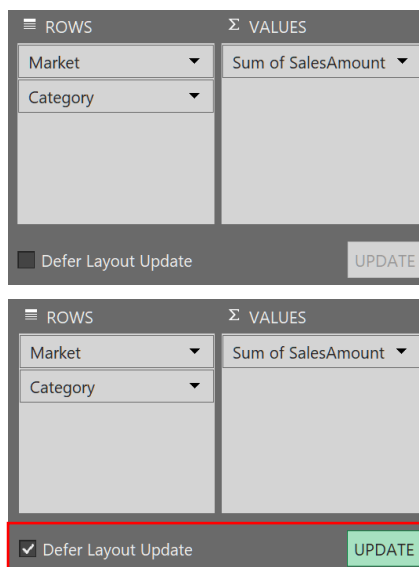 ROWS
Σ VALUES
Market
Sum of SalesAmount
Category
Defer Layout Update
UPDATE
ROWS
Σ VALUES
Market
Sum of SalesAmount
Category
Defer Layout Update
UPDATE